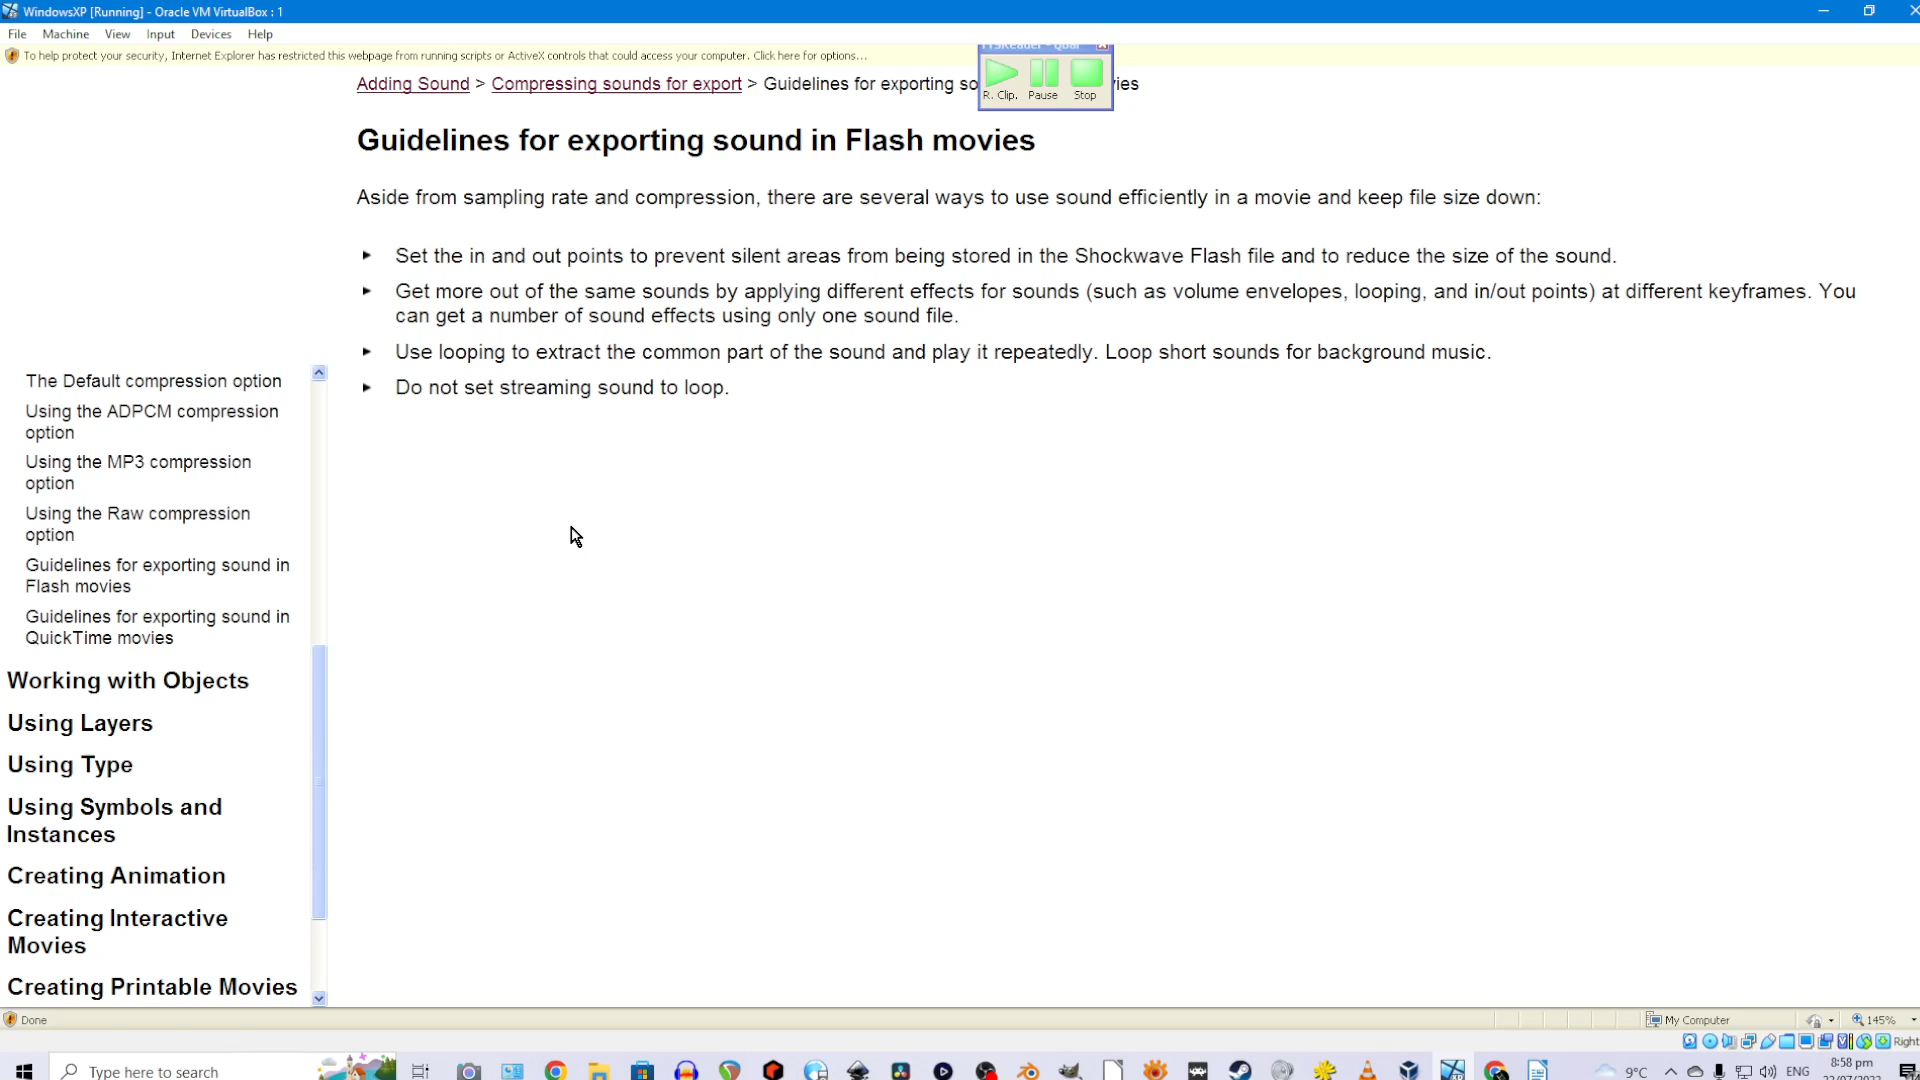 WindowsXP [Running] - Oracle VM VirtualBox : 1
File Machine View Input Devices Help
To help protect your security, Internet Explorer has restricted this webpage from running scripts or ActiveX controls that could access your computer. Click here for options...
R. Clip. Pause Stop
Adding Sound > Compressing sounds for export > Guidelines for exporting so
Guidelines for exporting sound in Flash movies
Aside from sampling rate and compression, there are several ways to use sound efficiently in a movie and keep file size down:
Set the in and out points to prevent silent areas from being stored in the Shockwave Flash file and to reduce the size of the sound.
Get more out of the same sounds by applying different effects for sounds (such as volume envelopes, looping, and in/out points) at different keyframes. You
can get a number of sound effects using only one sound file.
Use looping to extract the common part of the sound and play it repeatedly. Loop short sounds for background music.
Do not set streaming sound to loop.
The Default compression option
Using the ADPCM compression
option
Using the MP3 compression
option
Using the Raw compression
option
Guidelines for exporting sound in
Flash movies
Guidelines for exporting sound in
QuickTime movies
Working with Objects
Using Layers
Using Type
Using Symbols and
Instances
Creating Animation
Creating Interactive
Movies
Creating Printable Movies
Done
My Computer
145%
Right
Type here to search
9°C
ENG
8:58 pm